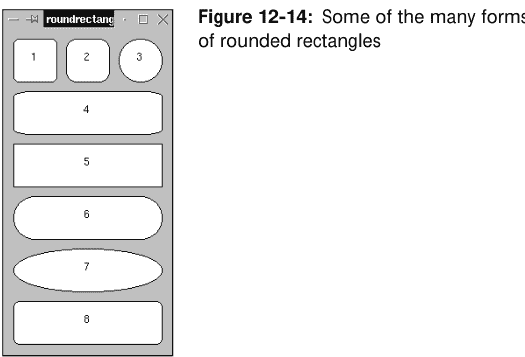 roundrectang
Figure 12-14: Some of the many forms
of rounded rectangles
1 2 3
4
5
6
7
8